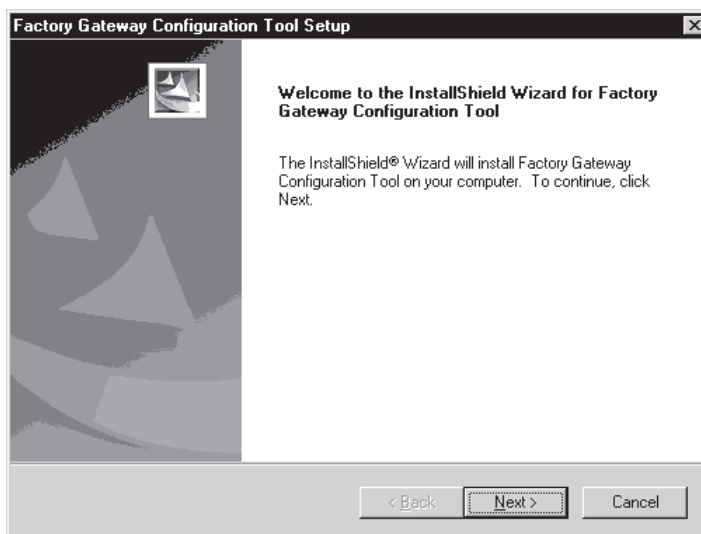 Factory Gateway Configuration Tool Setup
Welcome to the InstallShield Wizard for Factory
Gateway Configuration Tool
The InstallShield® Wizard will install Factory Gateway
Configuration Tool on your computer. To continue, click
Next.
< Back
Next >
Cancel